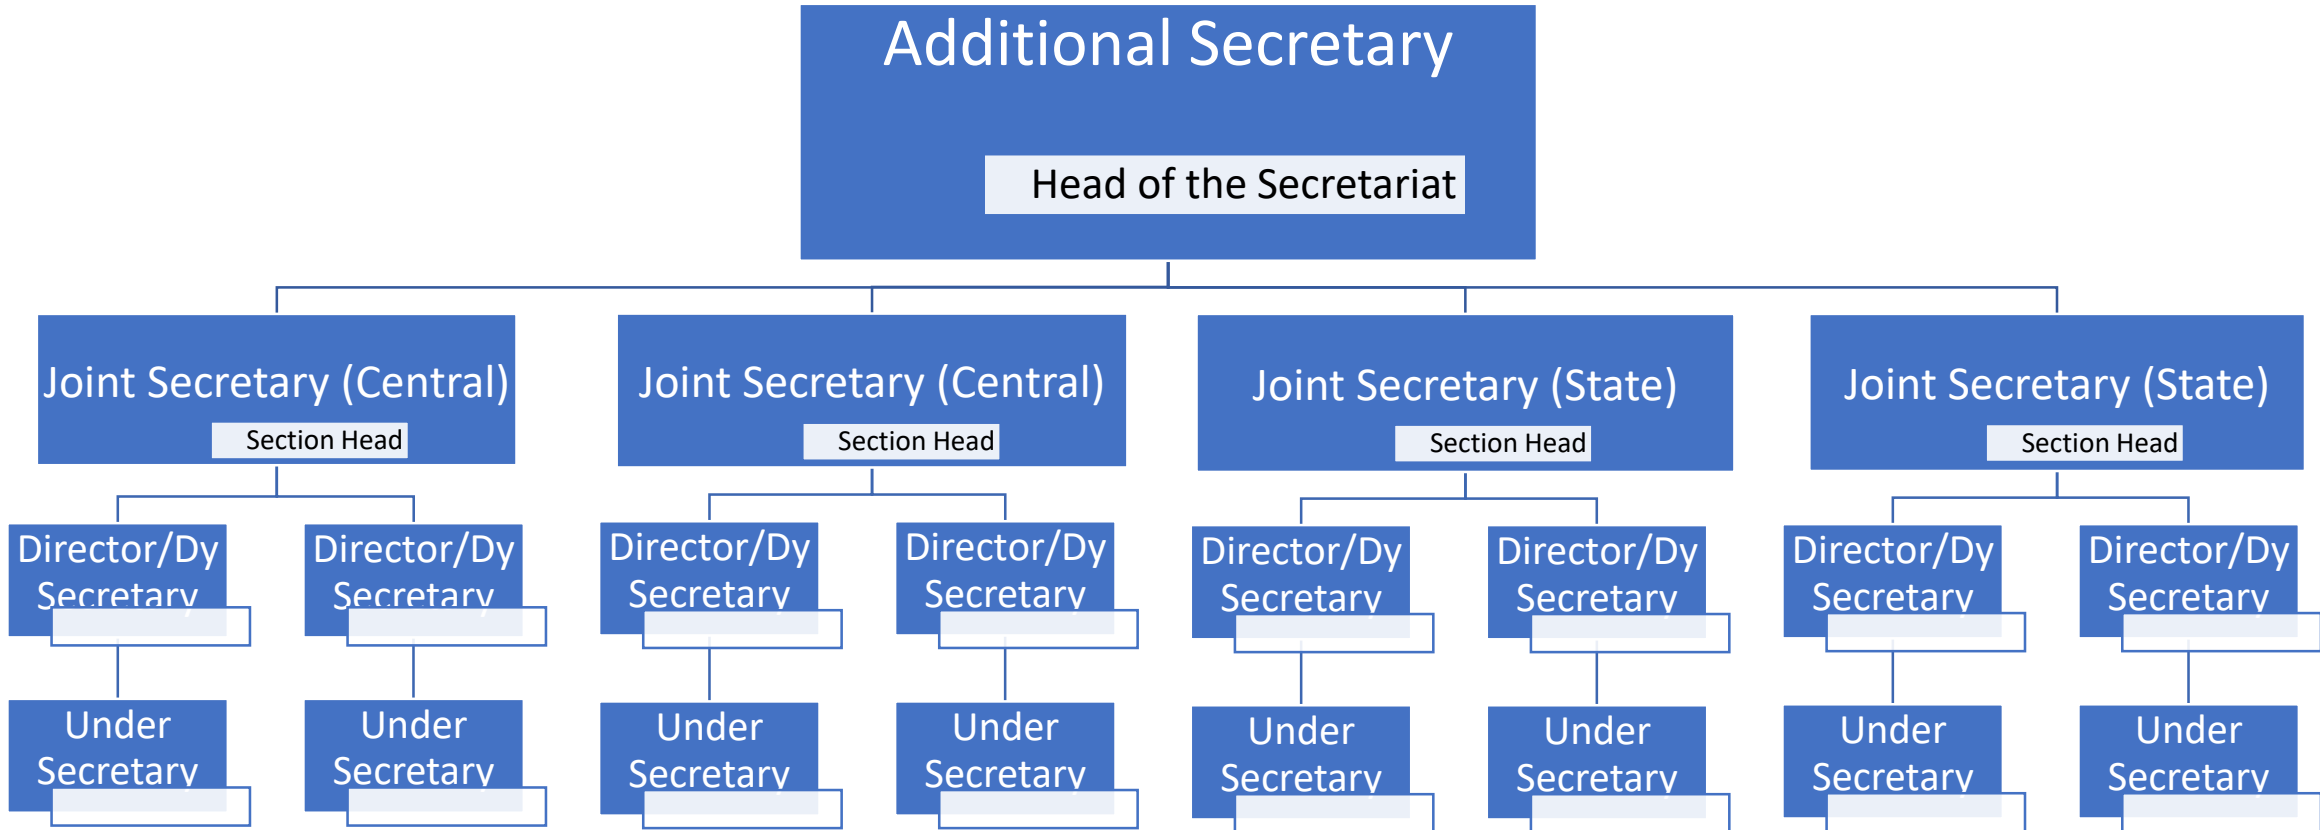 Additional Secretary
Head of the Secretariat
Joint Secretary (Central)
Section Head
Joint Secretary (Central)
Section Head
Joint Secretary (State)
Section Head
Joint Secretary (State)
Section Head
Director/Dy
Secretary
Director/Dy
Secretary
Director/Dy
Secretary
Director/Dy
Secretary
Director/Dy
Secretary
Director/Dy
Secretary
Director/Dy
Secretary
Director/Dy
Secretary
Under
Secretary
Under
Secretary
Under
Secretary
Under
Secretary
Under
Secretary
Under
Secretary
Under
Secretary
Under
Secretary